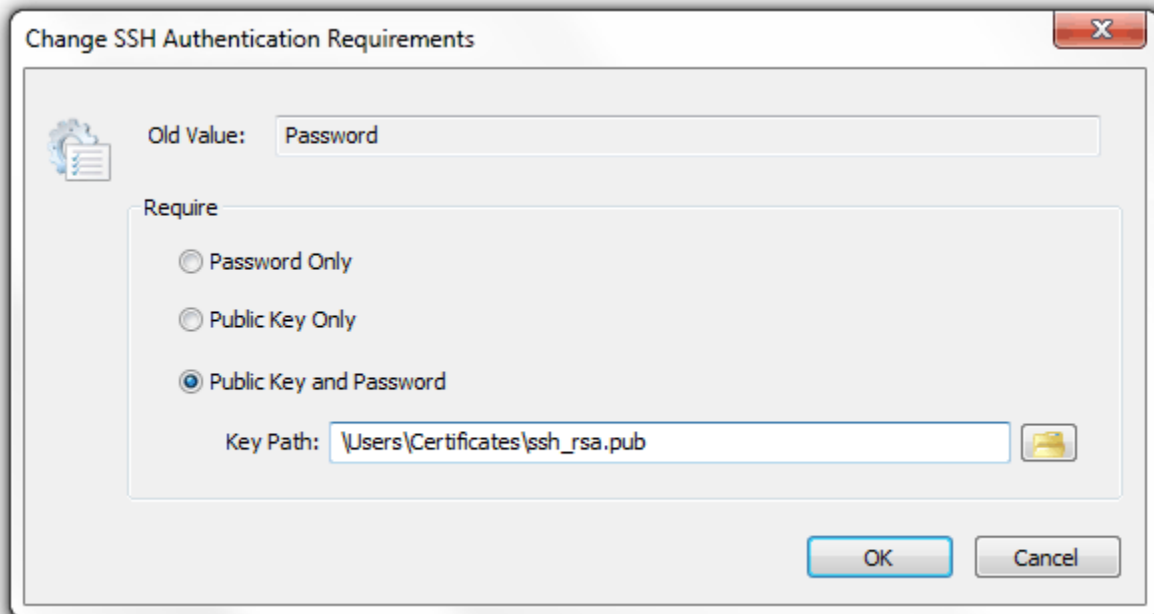 Change SSH Authentication Requirements
Old Value: Password
Require
Password Only
Public Key Only
Public Key and Password
Key Path: \Users\Certificates\ssh_rsa.pub
OK Cancel